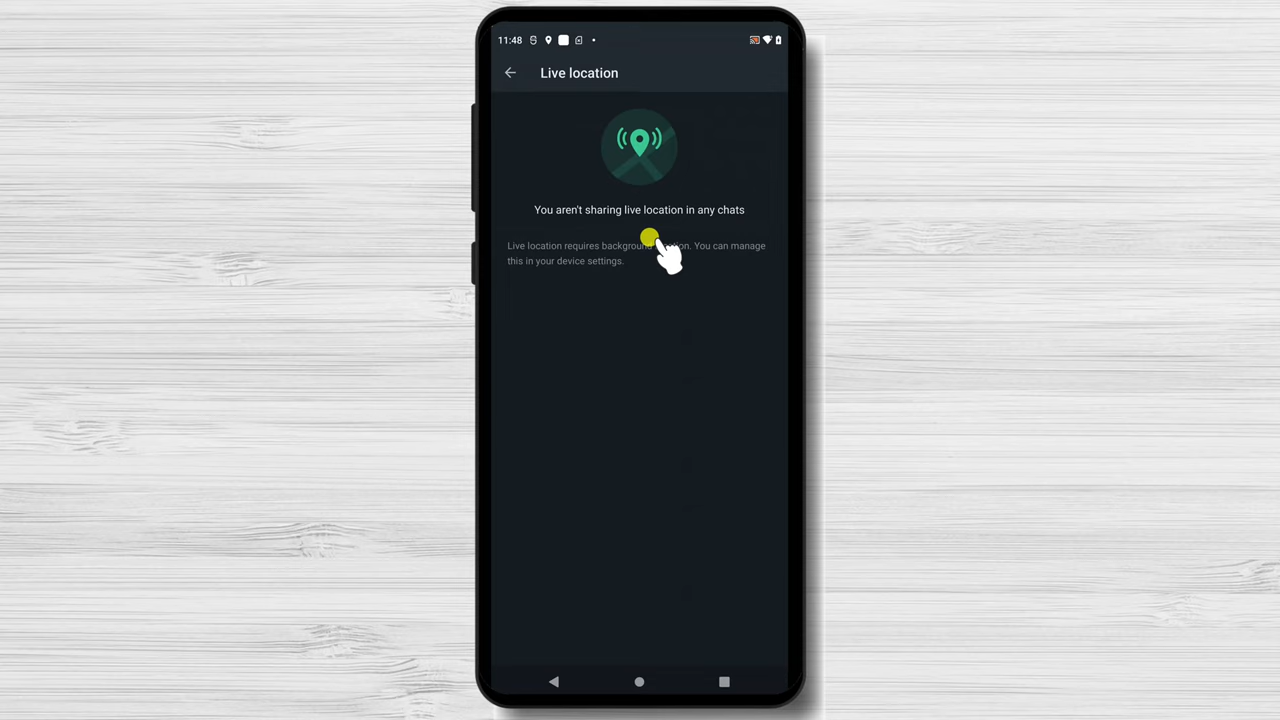 11:48
Live location
You aren't sharing live location in any chats
Live location requires background . You can manage
this in your device settings.